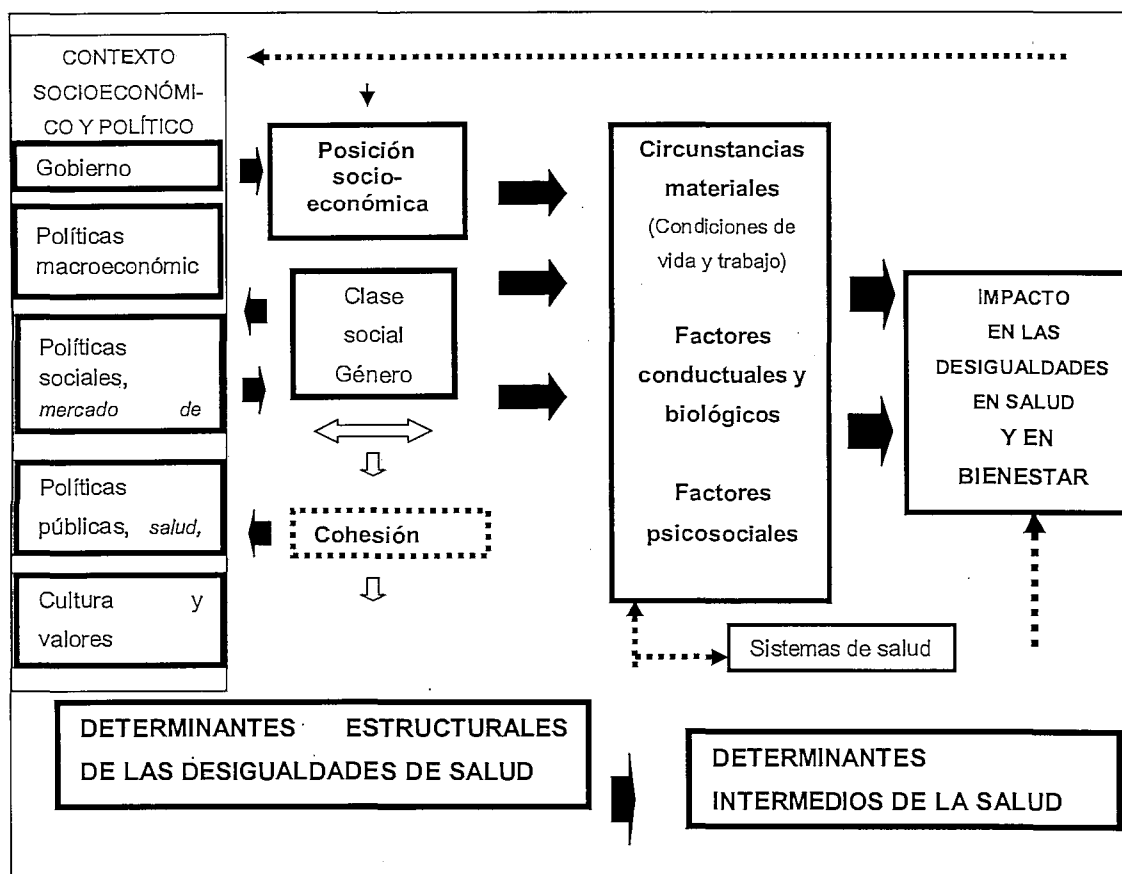 CONTEXTO
SOCIOECONÓMI-
CO Y POLÍTICO
Gobierno
Políticas
macroeconómic
Políticas
sociales,
mercado de
Políticas
públicas, salud,
Cultura y
valores
Posición
socio-
económica
Clase
social
Género
Cohesión
Circunstancias
materiales
(Condiciones de
vida y trabajo)
Factores
conductuales y
biológicos
Factores
psicosociales
Sistemas de salud
IMPACTO
EN LAS
DESIGUALDADES
EN SALUD
Y EN
BIENESTAR
DETERMINANTES ESTRUCTURALES
DE LAS DESIGUALDADES DE SALUD
DETERMINANTES
INTERMEDIOS DE LA SALUD